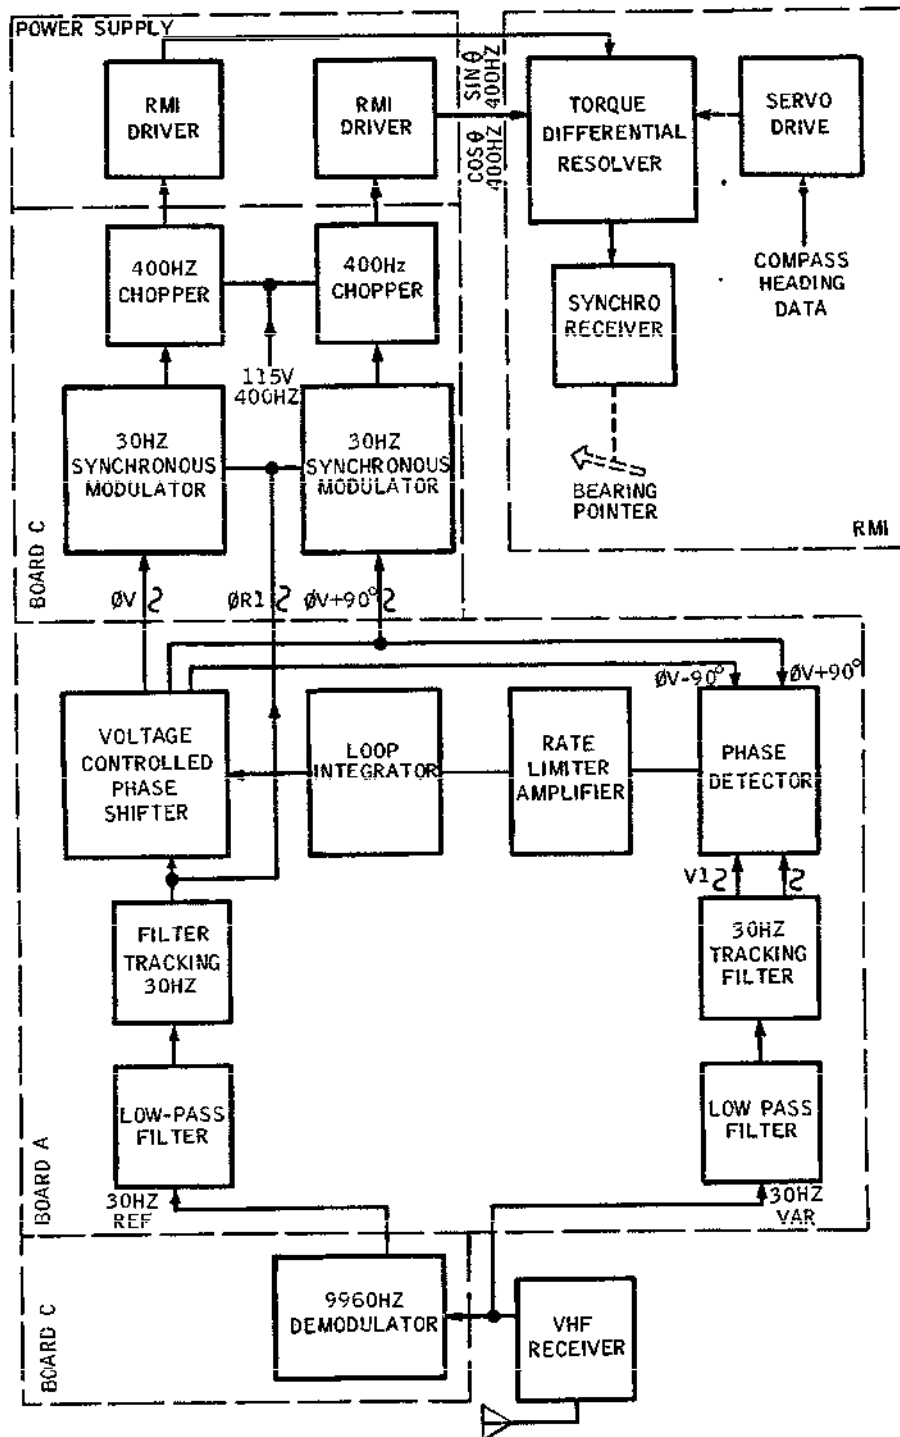 POWER SUPPLY
RMI
DRIVER
RMI
DRIVER
SIN θ
400HZ
COS θ
400HZ
TORQUE
DIFFERENTIAL
RESOLVER
SERVO
DRIVE
400HZ
CHOPPER
400Hz
CHOPPER
COMPASS
HEADING
DATA
SYNCHRO
RECEIVER
115V
400HZ
30HZ
SYNCHRONOUS
MODULATOR
30HZ
SYNCHRONOUS
MODULATOR
BEARING
POINTER
RMI
BOARD C
ØV
ØR1
ØV+90°
ØV-90°
ØV+90°
VOLTAGE
CONTROLLED
PHASE
SHIFTER
LOOP
INTEGRATOR
RATE
LIMITER
AMPLIFIER
PHASE
DETECTOR
V1
FILTER
TRACKING
30HZ
30HZ
TRACKING
FILTER
LOW-PASS
FILTER
LOW PASS
FILTER
BOARD A
30HZ
REF
30HZ
VAR
BOARD C
9960HZ
DEMODULATOR
VHF
RECEIVER